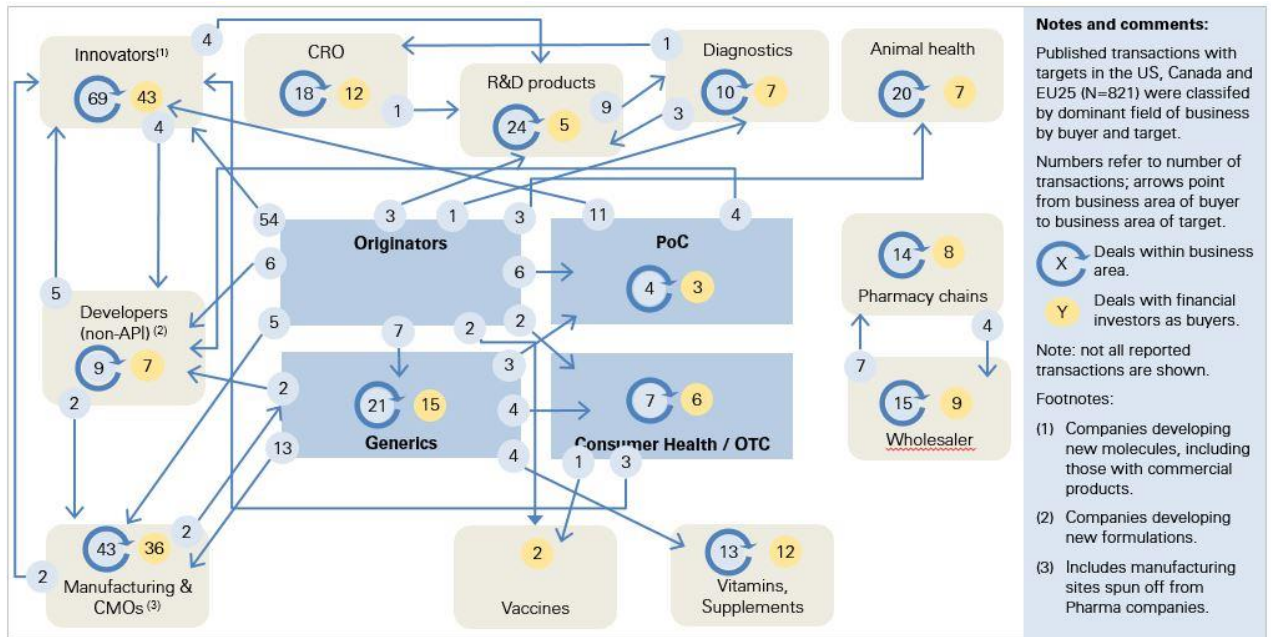 Innovators(1)
69
43
4
4
CRO
18
12
1
R&D products
24
5
9
1
3
Diagnostics
10
7
Animal health
20
7
54
6
5
3
1
3
11
4
Originators
6
2
2
7
PoC
4
3
2
13
21
15
Generics
3
4
4
7
6
Consumer Health / OTC
1
3
5
Developers
(non-API) (2)
9
7
2
43
36
2
2
Manufacturing &
CMOs (3)
2
Vaccines
13
12
Vitamins,
Supplements
14
8
Pharmacy chains
4
7
15
9
Wholesaler
Notes and comments:
Published transactions with
targets in the US, Canada and
EU25 (N=821) were classifed
by dominant field of business
by buyer and target.
Numbers refer to number of
transactions; arrows point
from business area of buyer
to business area of target.
X
Deals within business
area.
Y
Deals with financial
investors as buyers.
Note: not all reported
transactions are shown.
Footnotes:
(1) Companies developing
new molecules, including
those with commercial
products.
(2) Companies developing
new formulations.
(3) Includes manufacturing
sites spun off from
Pharma companies.